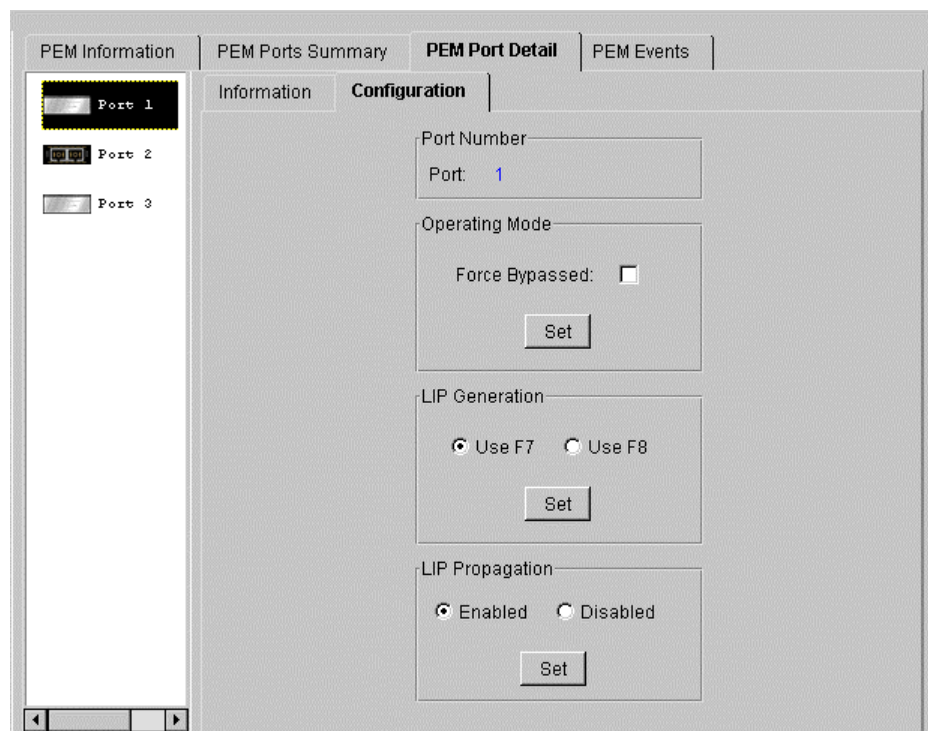 PEM Information PEM Ports Summary PEM Port Detail PEM Events
Information Configuration
Port 1
Port 2
Port 3
Port Number
Port: 1
Operating Mode
Force Bypassed:
Set
LIP Generation
Use F7 Use F8
Set
LIP Propagation
Enabled Disabled
Set